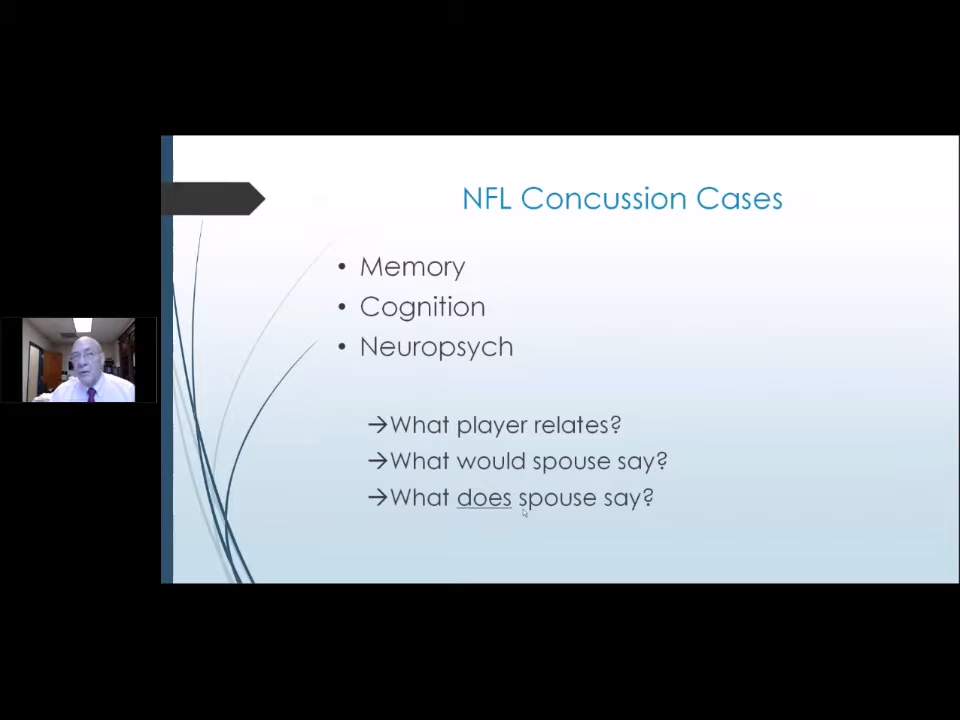 NFL Concussion Cases
• Memory
• Cognition
• Neuropsych
→What player relates?
→What would spouse say?
→What does spouse say?